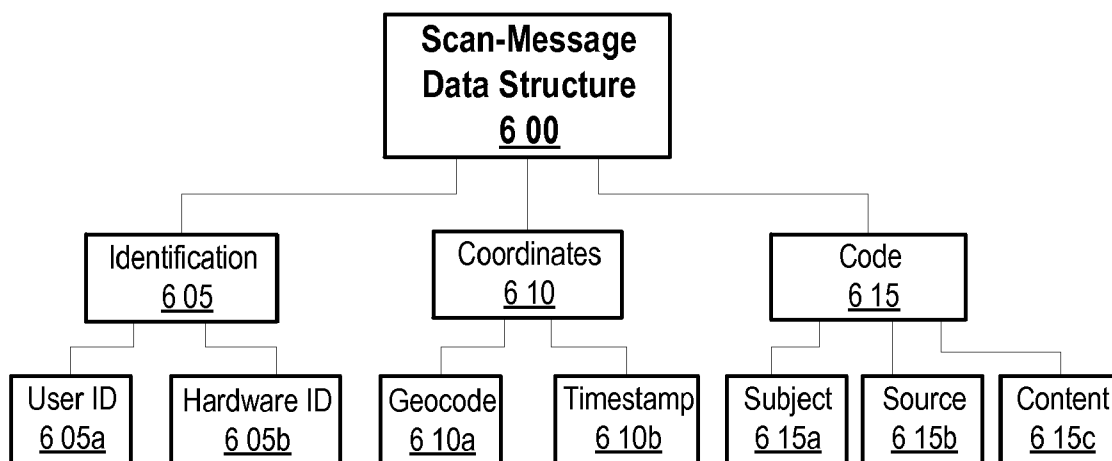 Scan-Message
Data Structure
6 00
Identification
6 05
Coordinates
6 10
Code
6 15
User ID
6 05a
Hardware ID
6 05b
Geocode
6 10a
Timestamp
6 10b
Subject
6 15a
Source
6 15b
Content
6 15c